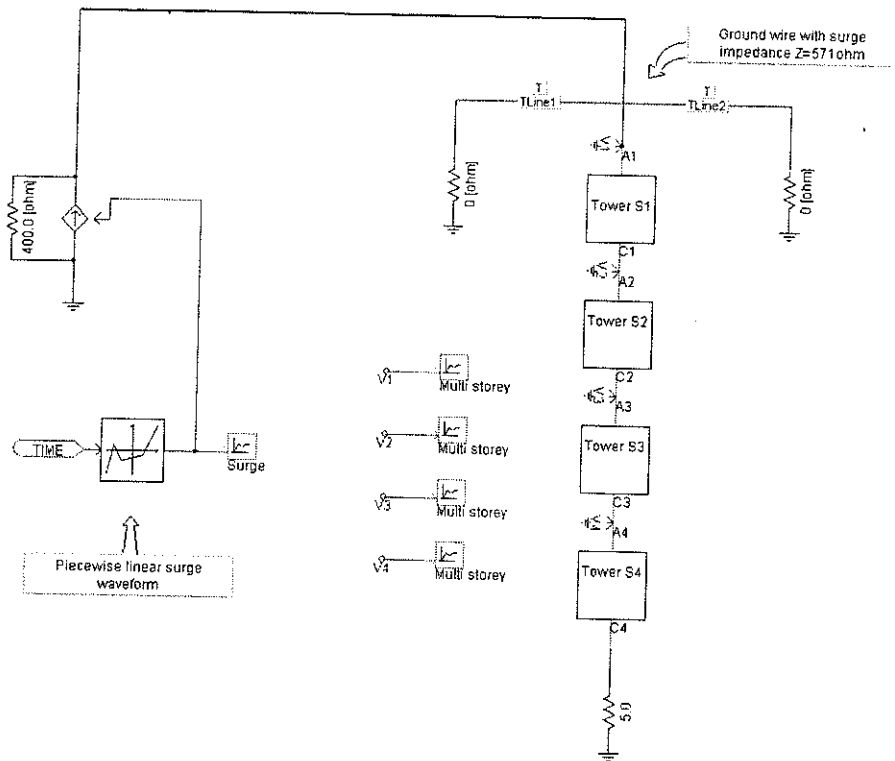 Ground wire with surge
impedance Z=571ohm
T
TLine1
T
TLine2
A1
0 [ohm]
0 [ohm]
400.0 [ohm]
Tower S1
C1
A2
Tower S2
C2
A3
V1
Multi storey
V2
Multi storey
Tower S3
TIME
Surge
V3
Multi storey
C3
A4
V4
Multi storey
Tower S4
Piecewise linear surge
waveform
C4
5.0